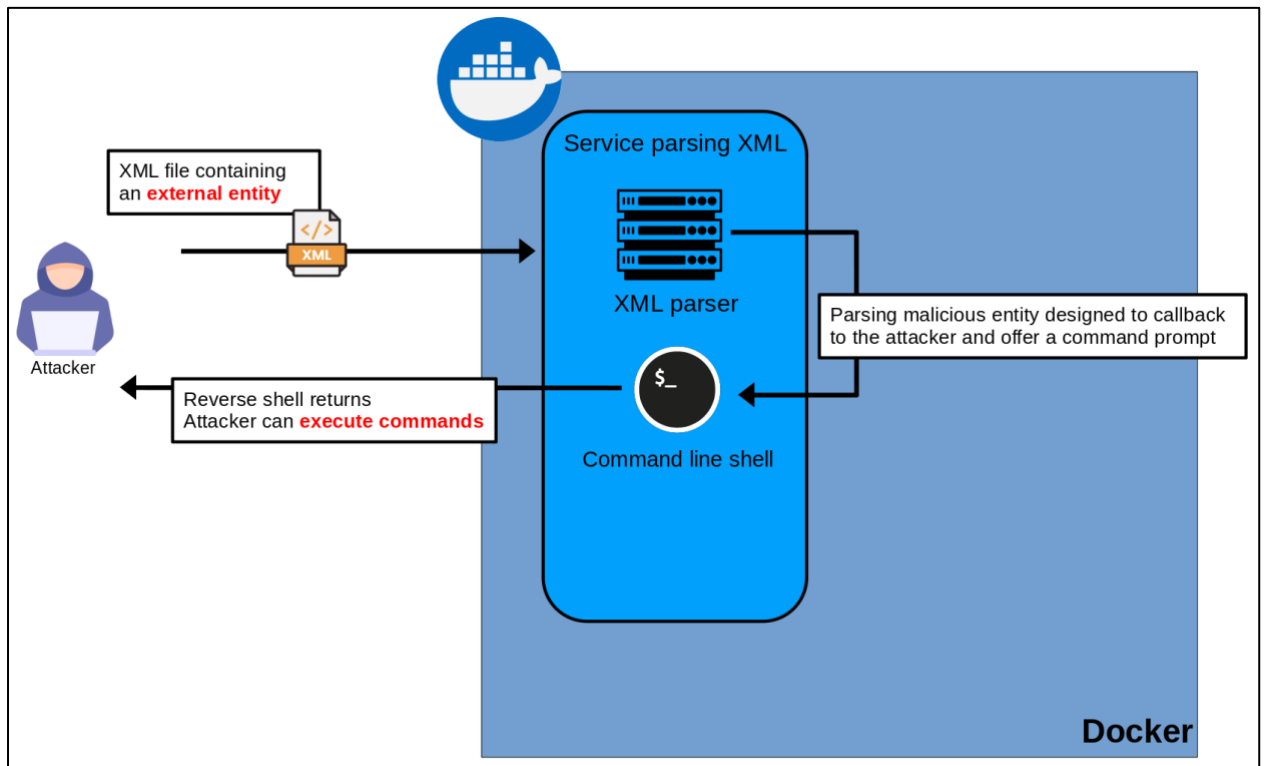 Service parsing XML
XML file containing
an external entity
</>
XML
XML parser
Parsing malicious entity designed to callback
to the attacker and offer a command prompt
Attacker
$_
Reverse shell returns
Attacker can execute commands
Command line shell
Docker